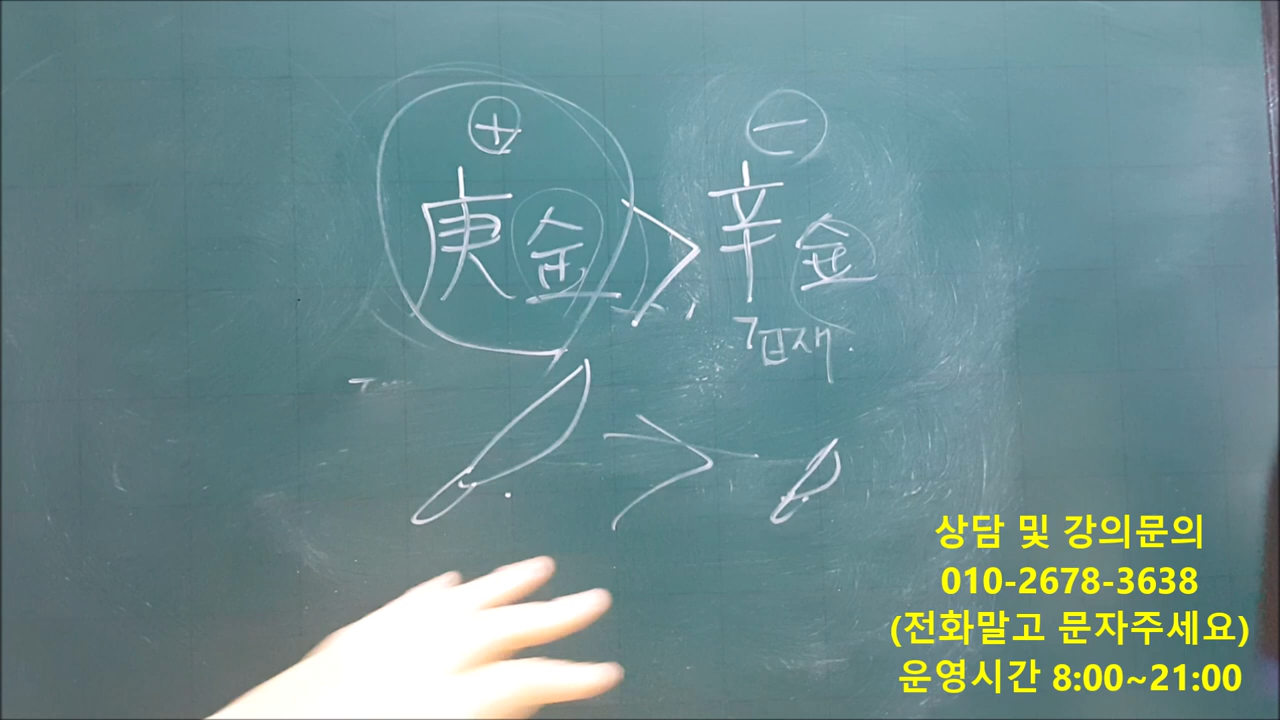 + −
庚金 > 辛金
겁재.
>
상담 및 강의문의
010-2678-3638
(전화말고 문자주세요)
운영시간 8:00~21:00